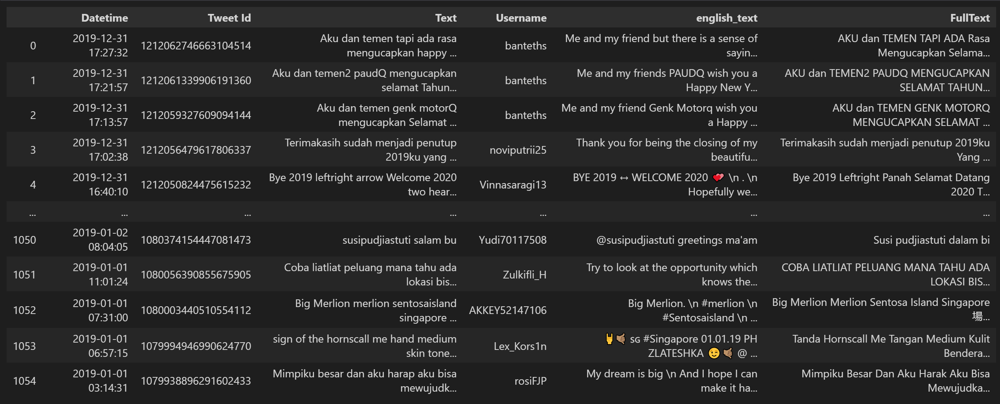 Datetime Tweet Id Text Username english_text FullText
0 2019-12-31 17:27:32 1212062746663104514 Aku dan temen tapi ada rasa mengucapkan happy ... banteths Me and my friend but there is a sense of sayin... AKU dan TEMEN TAPI ADA Rasa Mengucapkan Selama...
1 2019-12-31 17:21:57 1212061339906191360 Aku dan temen2 paudQ mengucapkan selamat Tahun... banteths Me and my friends PAUDQ wish you a Happy New Y... AKU dan TEMEN2 PAUDQ MENGUCAPKAN SELAMAT TAHUN...
2 2019-12-31 17:13:57 1212059327609094144 Aku dan temen genk motorQ mengucapkan Selamat ... banteths Me and my friend Genk Motorq wish you a Happy ... AKU dan TEMEN GENK MOTORQ MENGUCAPKAN SELAMAT ...
3 2019-12-31 17:02:38 1212056479617806337 Terimakasih sudah menjadi penutup 2019ku yang ... noviputrii25 Thank you for being the closing of my beautifu... Terimakasih sudah menjadi penutup 2019ku Yang ...
4 2019-12-31 16:40:10 1212050824475615232 Bye 2019 leftright arrow Welcome 2020 two hear... Vinnasaragi13 BYE 2019 ↔ WELCOME 2020 💕 \n . \n Hopefully we... Bye 2019 Leftright Panah Selamat Datang 2020 T...
... ... ... ... ... ... ...
1050 2019-01-02 08:04:05 1080374154447081473 susipudjiastuti salam bu Yudi70117508 @susipudjiastuti greetings ma'am Susi pudjiastuti dalam bi
1051 2019-01-01 11:01:24 1080056390855675905 Coba liatliat peluang mana tahu ada lokasi bis... Zulkifli_H Try to look at the opportunity which knows the... COBA LIATLIAT PELUANG MANA TAHU ADA LOKASI BIS...
1052 2019-01-01 07:31:00 1080003440510554112 Big Merlion merlion sentosaisland singapore ... AKKEY52147106 Big Merlion. \n #merlion \n #Sentosaisland \n ... Big Merlion Merlion Sentosa Island Singapore 場...
1053 2019-01-01 06:57:15 1079994946990624770 sign of the hornscall me hand medium skin tone... Lex_Kors1n 🤘🤙🏽 sɢ #Singapore 01.01.19 PH ZLATESHKA 😉🤙🏽 @ ... Tanda Hornscall Me Tangan Medium Kulit Bendera...
1054 2019-01-01 03:14:31 1079938896291602433 Mimpiku besar dan aku harap aku bisa mewujudk... rosiFJP My dream is big \n And I hope I can make it ha... Mimpiku Besar Dan Aku Harak Aku Bisa Mewujudka...